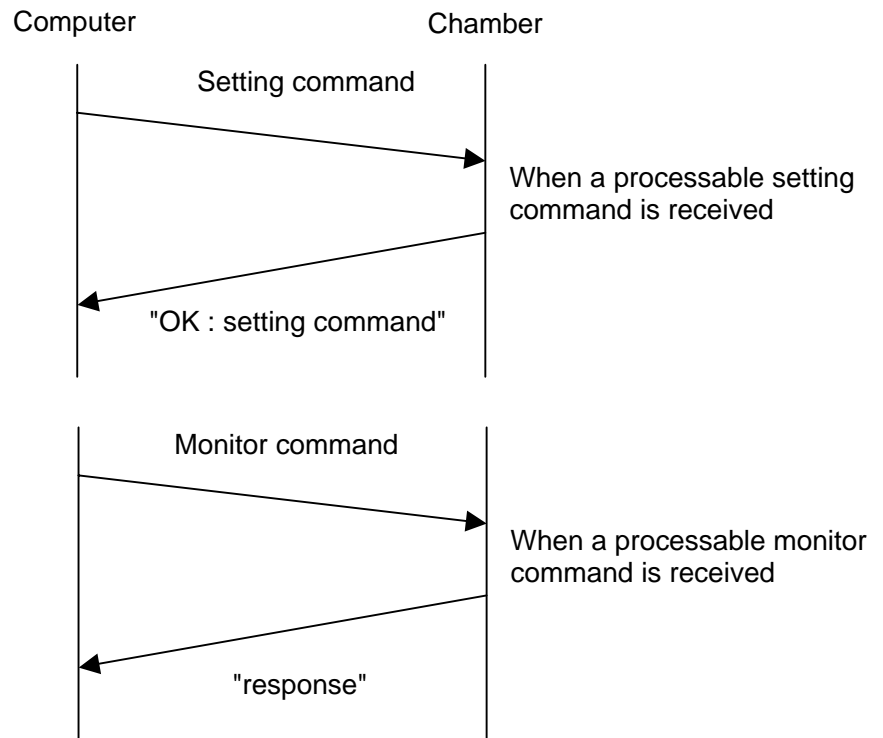 Computer
Chamber
Setting command
When a processable setting
command is received
"OK : setting command"
Monitor command
When a processable monitor
command is received
"response"